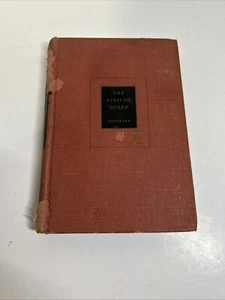 THE
AFRICAN
QUEEN
FORESTER